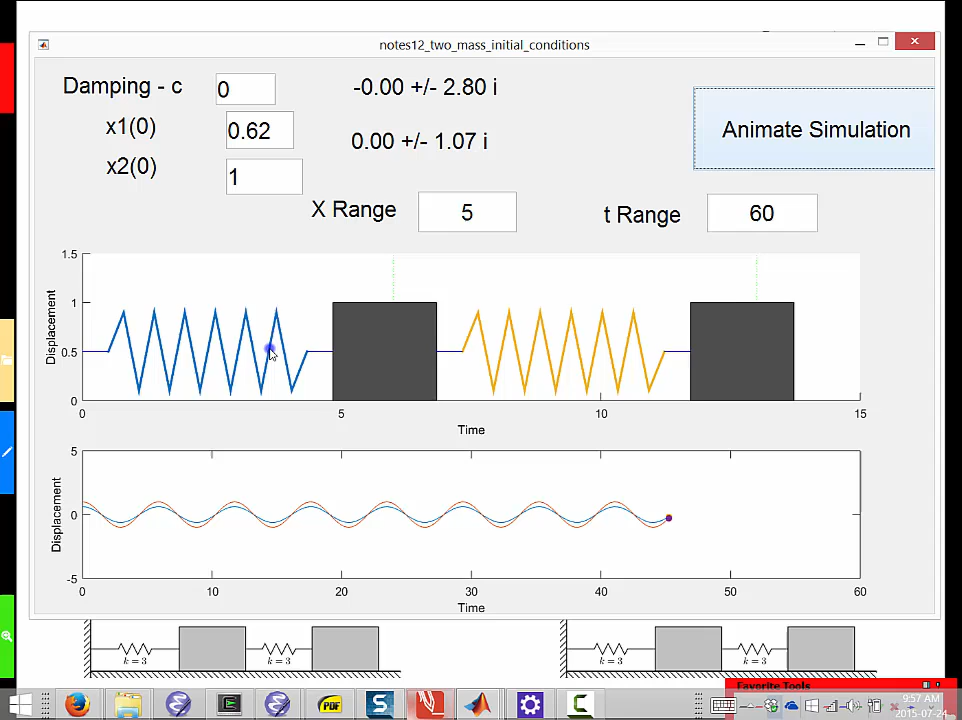 notes12_two_mass_initial_conditions
Damping - c
0
-0.00 +/- 2.80 i
x1(0)
0.62
0.00 +/- 1.07 i
Animate Simulation
x2(0)
1
X Range
5
t Range
60
1.5
1
0.5
0
Displacement
0
5
10
15
Time
5
0
-5
Displacement
0
10
20
30
40
50
60
Time
k = 3
k = 3
k = 3
k = 3
Favorite Tools
PDF
S
C
9:57 AM
2015-07-24